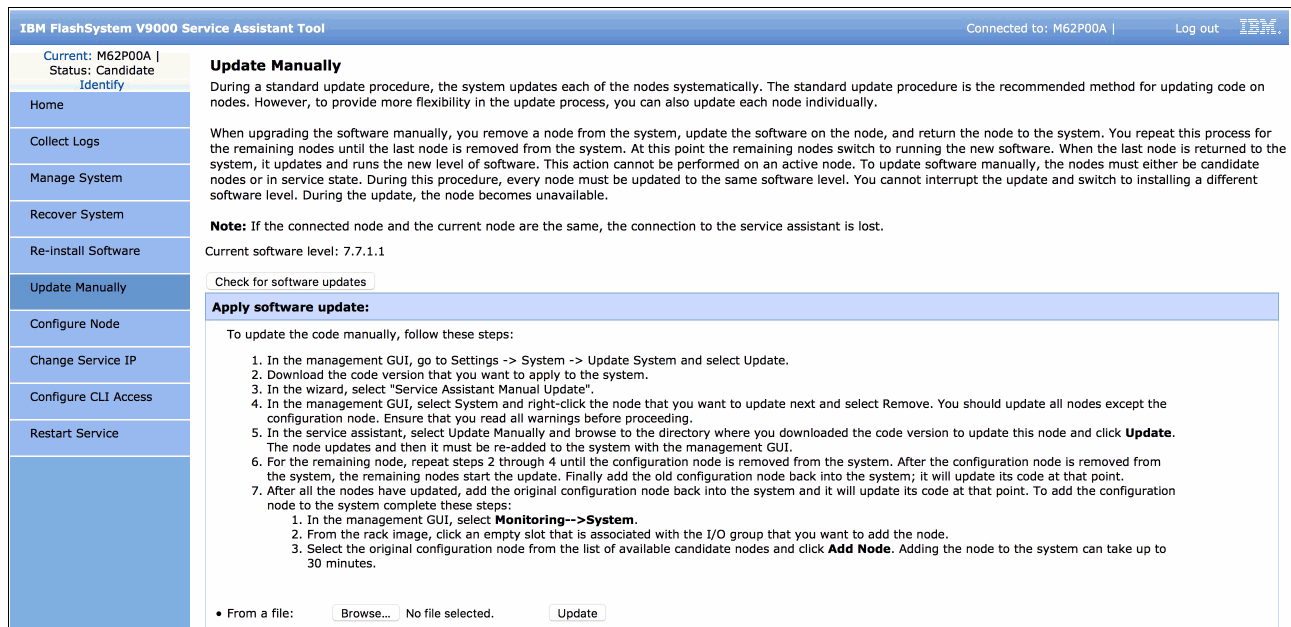 IBM FlashSystem V9000 Service Assistant Tool
Connected to: M62P00A |
Log out
IBM.
Current: M62P00A |
Status: Candidate
Identify
Home
Collect Logs
Manage System
Recover System
Re-install Software
Update Manually
Configure Node
Change Service IP
Configure CLI Access
Restart Service
Update Manually
During a standard update procedure, the system updates each of the nodes systematically. The standard update procedure is the recommended method for updating code on
nodes. However, to provide more flexibility in the update process, you can also update each node individually.
When upgrading the software manually, you remove a node from the system, update the software on the node, and return the node to the system. You repeat this process for
the remaining nodes until the last node is removed from the system. At this point the remaining nodes switch to running the new software. When the last node is returned to the
system, it updates and runs the new level of software. This action cannot be performed on an active node. To update software manually, the nodes must either be candidate
nodes or in service state. During this procedure, every node must be updated to the same software level. You cannot interrupt the update and switch to installing a different
software level. During the update, the node becomes unavailable.
Note: If the connected node and the current node are the same, the connection to the service assistant is lost.
Current software level: 7.7.1.1
Check for software updates
Apply software update:
To update the code manually, follow these steps:
1. In the management GUI, go to Settings -> System -> Update System and select Update.
2. Download the code version that you want to apply to the system.
3. In the wizard, select "Service Assistant Manual Update".
4. In the management GUI, select System and right-click the node that you want to update next and select Remove. You should update all nodes except the
configuration node. Ensure that you read all warnings before proceeding.
5. In the service assistant, select Update Manually and browse to the directory where you downloaded the code version to update this node and click Update.
The node updates and then it must be re-added to the system with the management GUI.
6. For the remaining node, repeat steps 2 through 4 until the configuration node is removed from the system. After the configuration node is removed from
the system, the remaining nodes start the update. Finally add the old configuration node back into the system; it will update its code at that point.
7. After all the nodes have updated, add the original configuration node back into the system and it will update its code at that point. To add the configuration
node to the system complete these steps:
1. In the management GUI, select Monitoring-->System.
2. From the rack image, click an empty slot that is associated with the I/O group that you want to add the node.
3. Select the original configuration node from the list of available candidate nodes and click Add Node. Adding the node to the system can take up to
30 minutes.
• From a file: Browse... No file selected. Update